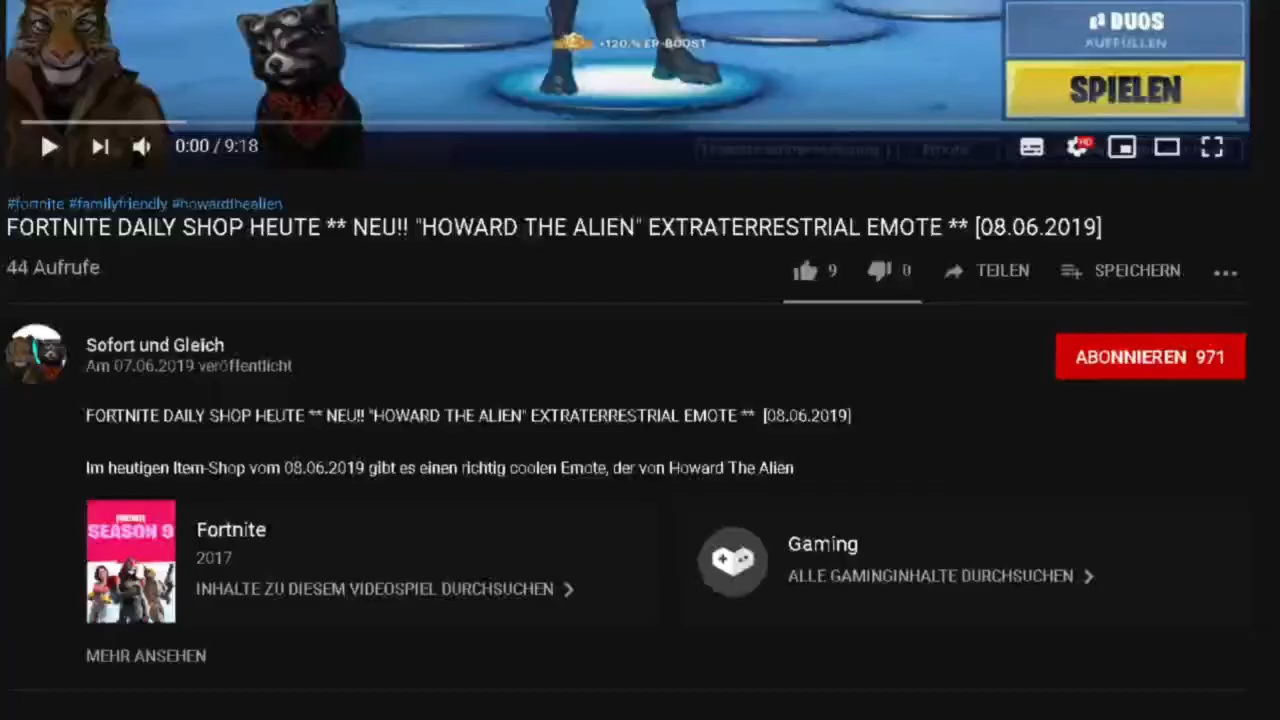 DUOS
AUFFÜLLEN
+120 % EP-BOOST
SPIELEN
0:00 / 9:18
HD
#fortnite #familyfriendly #howardthealien
FORTNITE DAILY SHOP HEUTE ** NEU!! "HOWARD THE ALIEN" EXTRATERRESTRIAL EMOTE ** [08.06.2019]
44 Aufrufe
9
0
TEILEN
SPEICHERN
Sofort und Gleich
Am 07.06.2019 veröffentlicht
ABONNIEREN 971
FORTNITE DAILY SHOP HEUTE ** NEU!! "HOWARD THE ALIEN" EXTRATERRESTRIAL EMOTE ** [08.06.2019]
Im heutigen Item-Shop vom 08.06.2019 gibt es einen richtig coolen Emote, der von Howard The Alien
FORTNITE
SEASON 9
Fortnite
2017
INHALTE ZU DIESEM VIDEOSPIEL DURCHSUCHEN
Gaming
ALLE GAMINGINHALTE DURCHSUCHEN
MEHR ANSEHEN